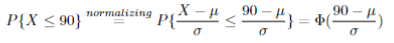 P{X ≤ 90} normalizing = P{(X − μ)/σ ≤ (90 − μ)/σ} = Φ((90 − μ)/σ)